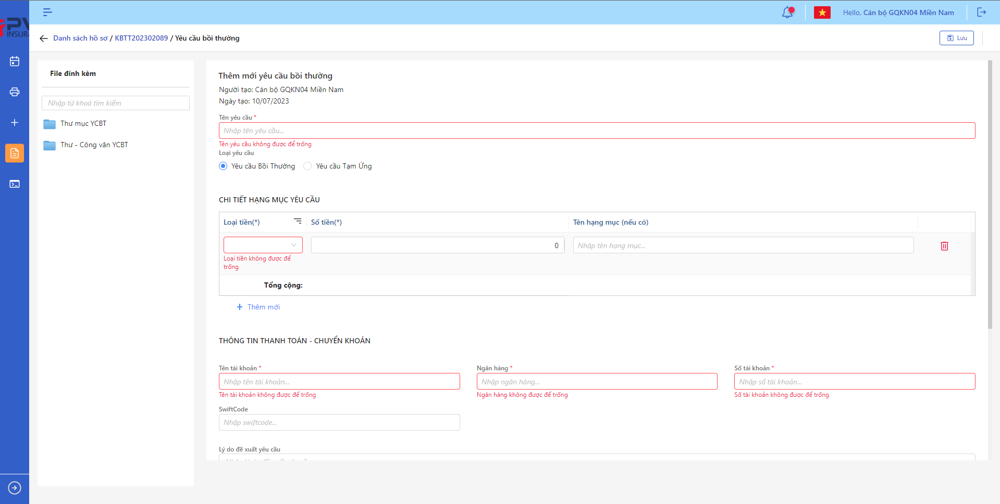 PV
INSURA
Hello, Cán bộ GQKN04 Miền Nam
Danh sách hồ sơ / KBTT202302089 / Yêu cầu bồi thường
Lưu
File đính kèm
Nhập từ khoá tìm kiếm
Thư mục YCBT
Thư - Công văn YCBT
Thêm mới yêu cầu bồi thường
Người tạo: Cán bộ GQKN04 Miền Nam
Ngày tạo: 10/07/2023
Tên yêu cầu *
Nhập tên yêu cầu...
Tên yêu cầu không được để trống
Loại yêu cầu
Yêu cầu Bồi Thường
Yêu cầu Tạm Ứng
CHI TIẾT HẠNG MỤC YÊU CẦU
Loại tiền(*)
Số tiền(*)
Tên hạng mục (nếu có)
0
Nhập tên hạng mục...
Loại tiền không được để
trống
Tổng cộng:
Thêm mới
THÔNG TIN THANH TOÁN - CHUYỂN KHOẢN
Tên tài khoản *
Ngân hàng *
Số tài khoản *
Nhập tên tài khoản...
Nhập ngân hàng...
Nhập số tài khoản...
Tên tài khoản không được để trống
Ngân hàng không được để trống
Số tài khoản không được để trống
SwiftCode
Nhập swiftcode...
Lý do đề xuất yêu cầu